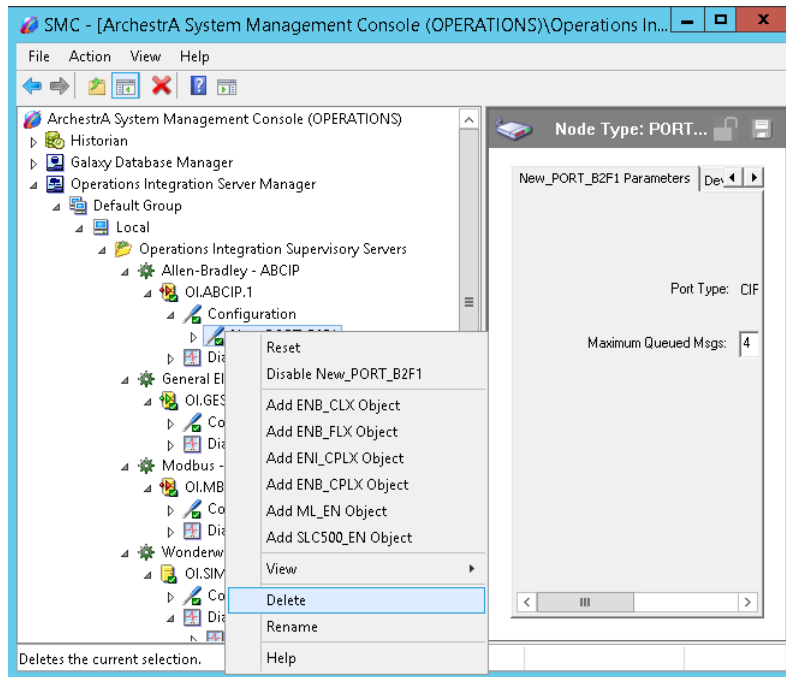 SMC - [ArchestrA System Management Console (OPERATIONS)\Operations In...
File Action View Help
ArchestrA System Management Console (OPERATIONS)
Historian
Galaxy Database Manager
Operations Integration Server Manager
Default Group
Local
Operations Integration Supervisory Servers
Allen-Bradley - ABCIP
OI.ABCIP.1
Configuration
Dia
General El
OI.GES
Co
Dia
Modbus -
OI.MB
Co
Dia
Wonderw
OI.SIM
Co
Dia
Reset
Disable New_PORT_B2F1
Add ENB_CLX Object
Add ENB_FLX Object
Add ENI_CPLX Object
Add ENB_CPLX Object
Add ML_EN Object
Add SLC500_EN Object
View
Delete
Rename
Help
Node Type: PORT...
New_PORT_B2F1 Parameters
Dev
Port Type: CIP
Maximum Queued Msgs: 4
Deletes the current selection.